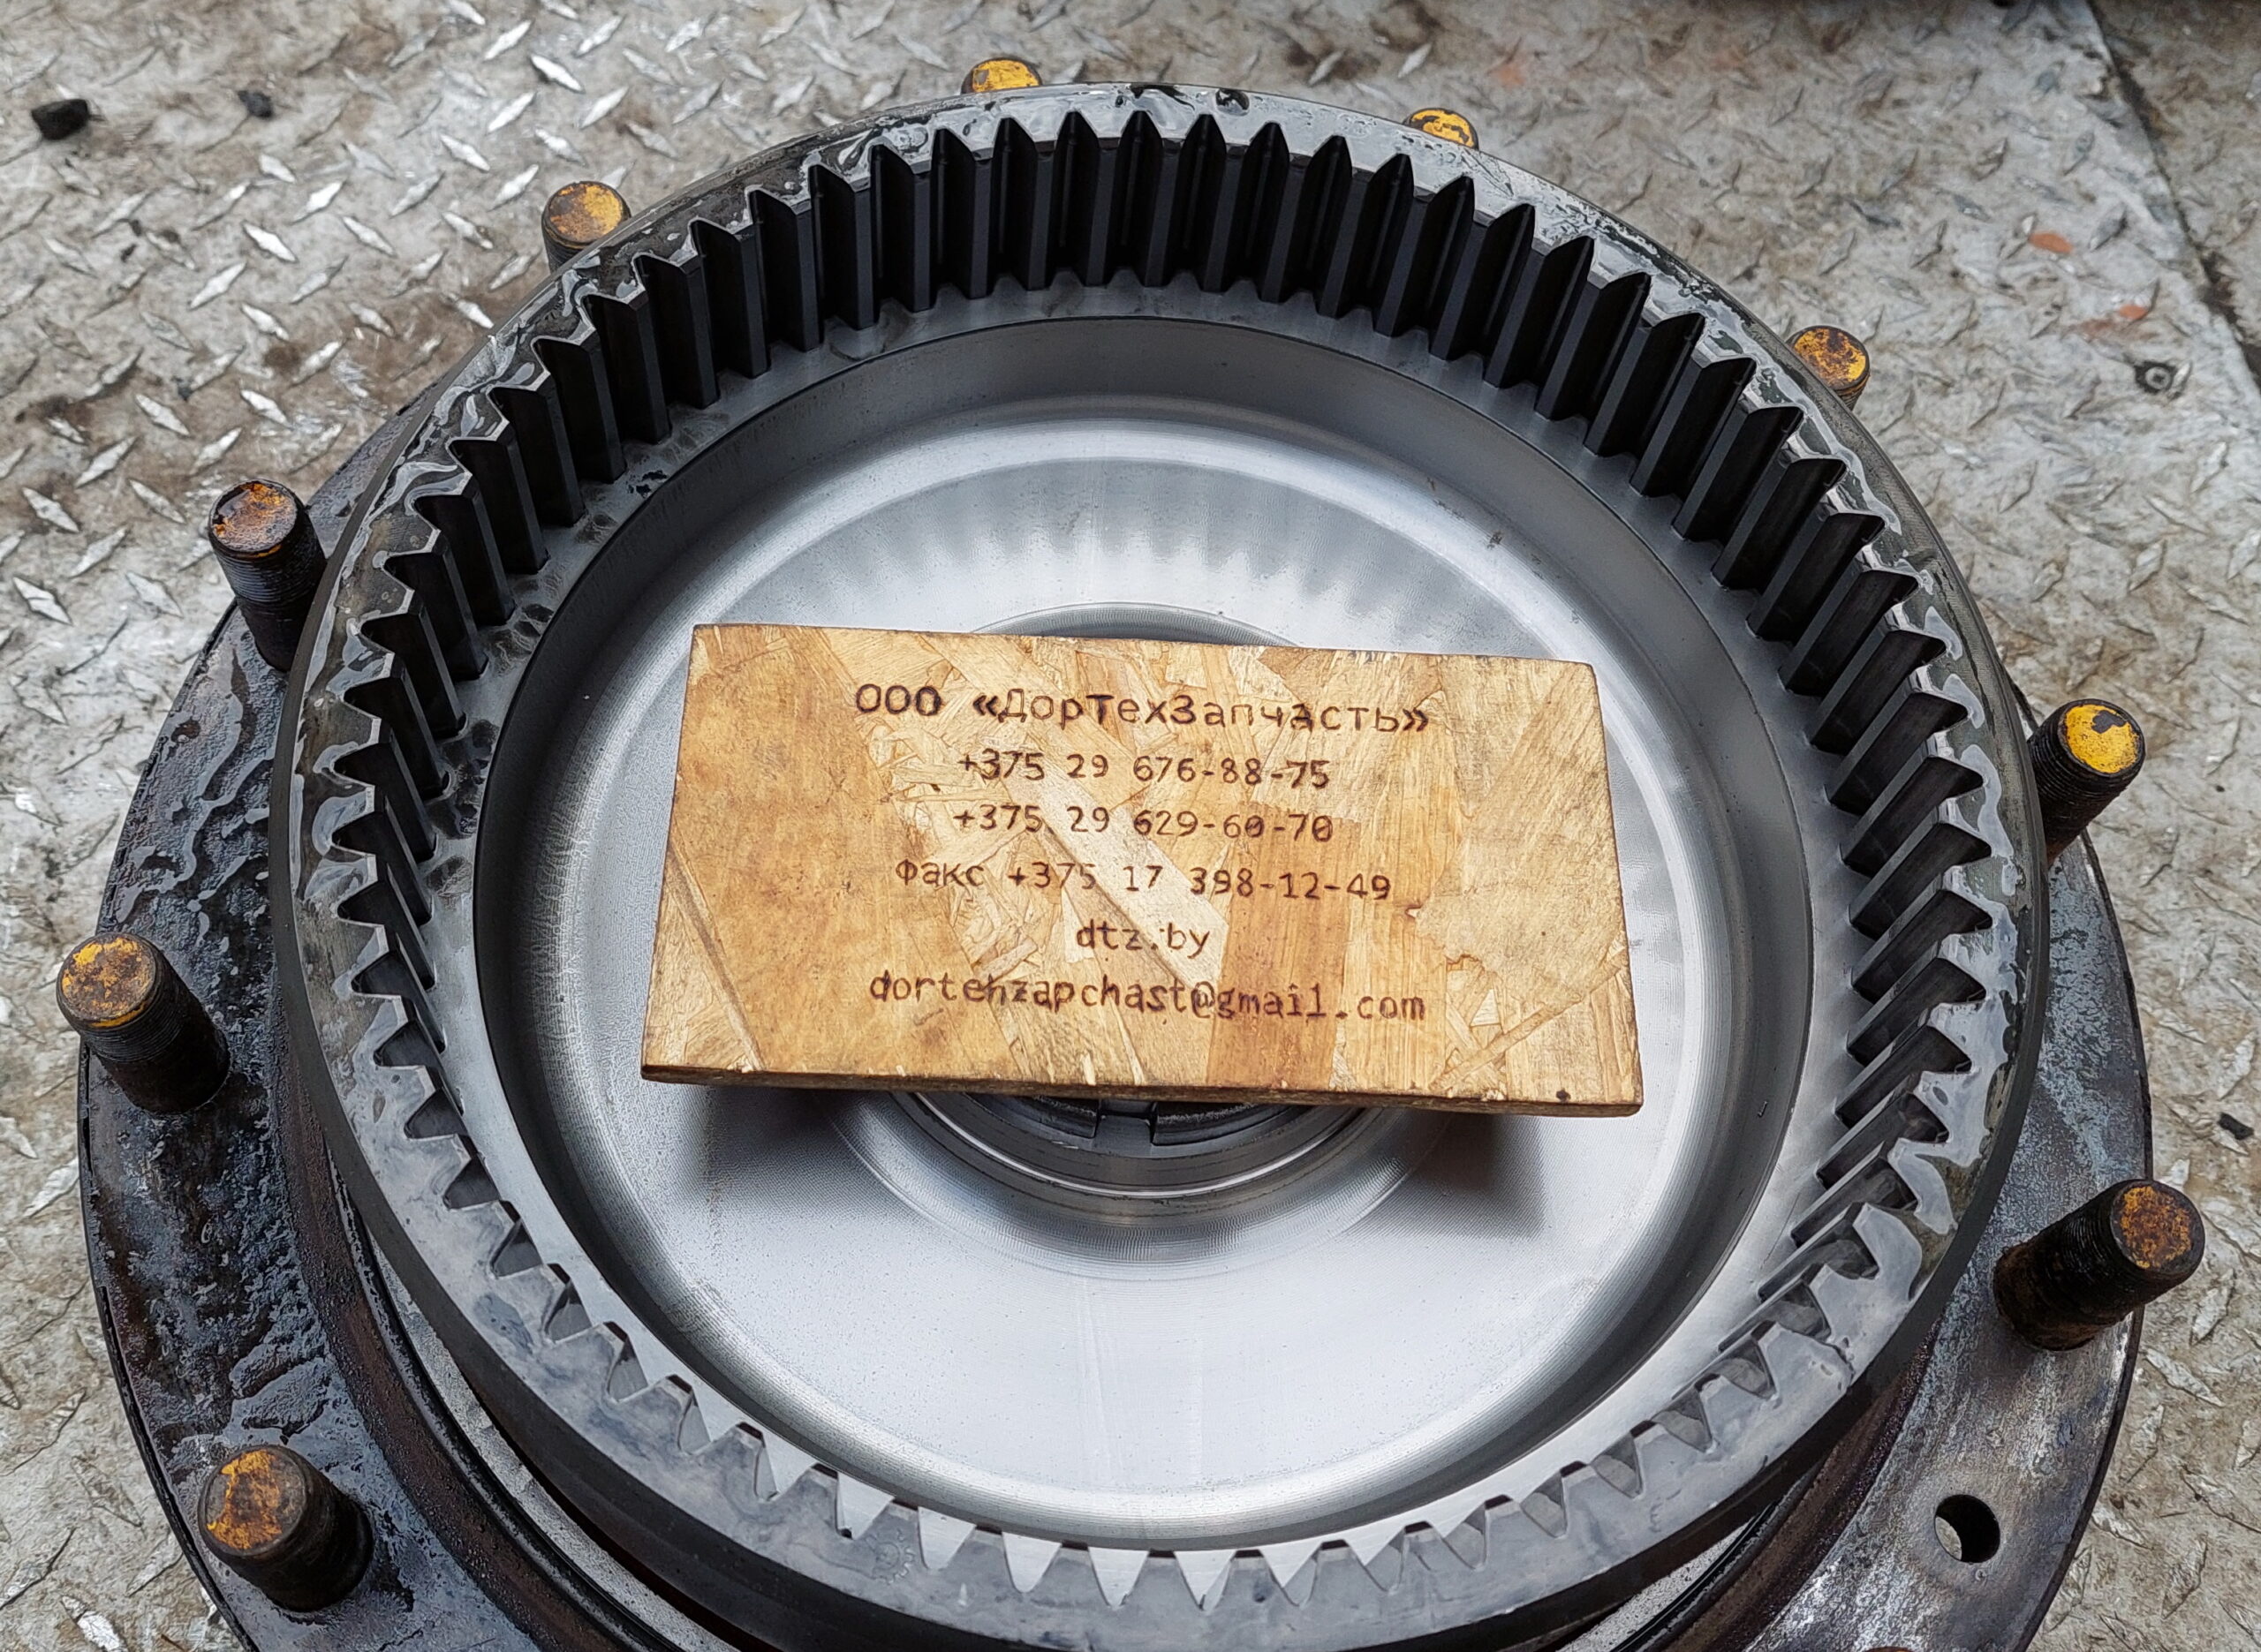 ООО «ДорТехЗапчасть»
+375 29 676-88-75
+375 29 629-60-70
Факс +375 17 398-12-49
dtz.by
dortehzapchast@gmail.com